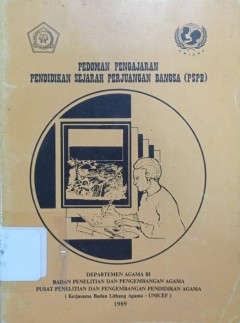 PEDOMAN PENGAJARAN
PENDIDIKAN SEJARAH PERJUANGAN BANGSA (PSPB)
DEPARTEMEN AGAMA RI
BADAN PENELITIAN DAN PENGEMBANGAN AGAMA
PUSAT PENELITIAN DAN PENGEMBANGAN PENDIDIKAN AGAMA
( Kerjasama Badan Litbang Agama - UNICEF )
1989